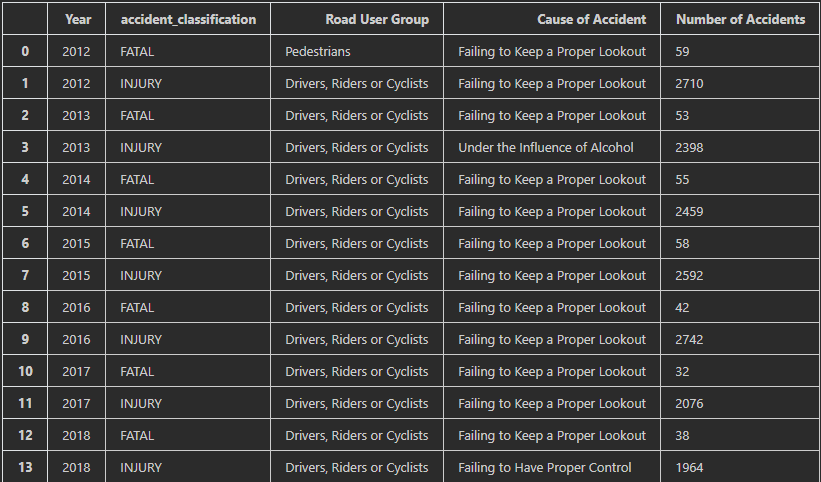 Year accident_classification Road User Group Cause of Accident Number of Accidents
0 2012 FATAL Pedestrians Failing to Keep a Proper Lookout 59
1 2012 INJURY Drivers, Riders or Cyclists Failing to Keep a Proper Lookout 2710
2 2013 FATAL Drivers, Riders or Cyclists Failing to Keep a Proper Lookout 53
3 2013 INJURY Drivers, Riders or Cyclists Under the Influence of Alcohol 2398
4 2014 FATAL Drivers, Riders or Cyclists Failing to Keep a Proper Lookout 55
5 2014 INJURY Drivers, Riders or Cyclists Failing to Keep a Proper Lookout 2459
6 2015 FATAL Drivers, Riders or Cyclists Failing to Keep a Proper Lookout 58
7 2015 INJURY Drivers, Riders or Cyclists Failing to Keep a Proper Lookout 2592
8 2016 FATAL Drivers, Riders or Cyclists Failing to Keep a Proper Lookout 42
9 2016 INJURY Drivers, Riders or Cyclists Failing to Keep a Proper Lookout 2742
10 2017 FATAL Drivers, Riders or Cyclists Failing to Keep a Proper Lookout 32
11 2017 INJURY Drivers, Riders or Cyclists Failing to Keep a Proper Lookout 2076
12 2018 FATAL Drivers, Riders or Cyclists Failing to Keep a Proper Lookout 38
13 2018 INJURY Drivers, Riders or Cyclists Failing to Have Proper Control 1964